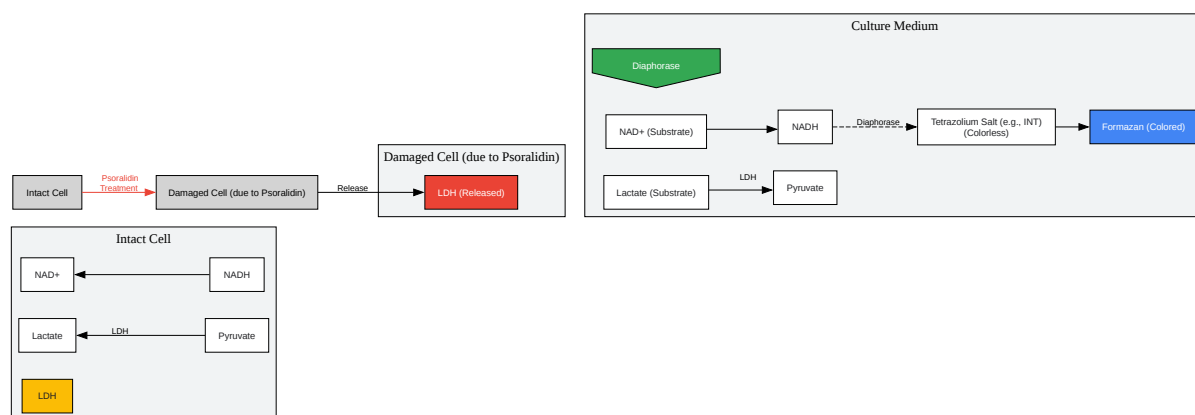 Culture Medium
Diaphorase
NAD+ (Substrate)
NADH
Diaphorase
Tetrazolium Salt (e.g., INT)
(Colorless)
Formazan (Colored)
Lactate (Substrate)
LDH
Pyruvate
Intact Cell
Psoralidin
Treatment
Damaged Cell (due to Psoralidin)
Release
Damaged Cell (due to Psoralidin)
LDH (Released)
Intact Cell
NAD+
NADH
Lactate
LDH
Pyruvate
LDH